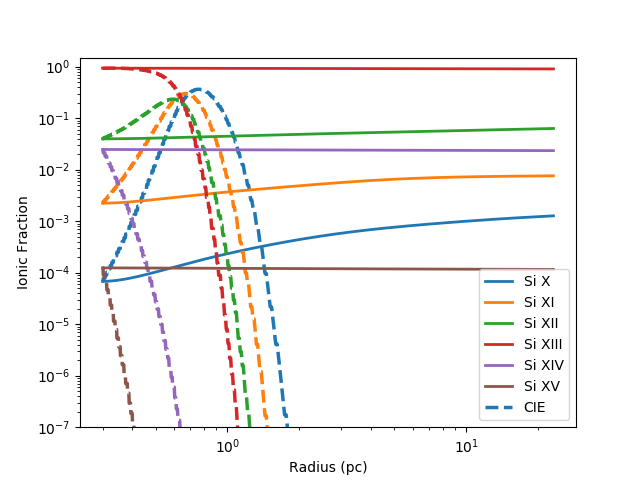 10⁰
10⁻¹
10⁻²
10⁻³
10⁻⁴
10⁻⁵
10⁻⁶
10⁻⁷
Ionic Fraction
Si X
Si XI
Si XII
Si XIII
Si XIV
Si XV
CIE
10⁰ 10¹
Radius (pc)